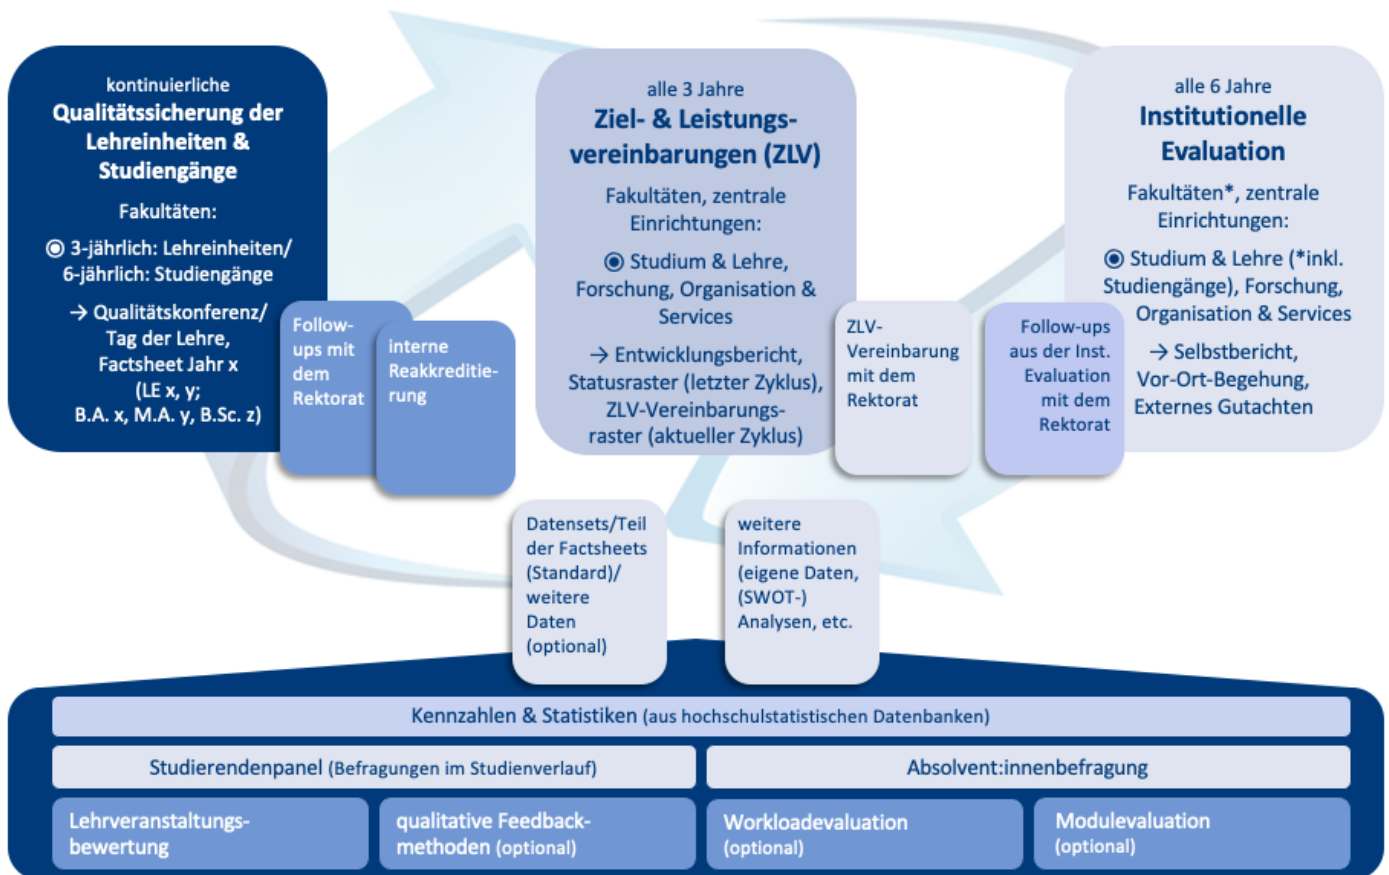 kontinuierliche
Qualitätssicherung der
Lehreinheiten &
Studiengänge
Fakultäten:
◉ 3-jährlich: Lehreinheiten/
6-jährlich: Studiengänge
→ Qualitätskonferenz/
Tag der Lehre,
Factsheet Jahr x
(LE x, y;
B.A. x, M.A. y, B.Sc. z)
Follow-
ups mit
dem
Rektorat
interne
Reakkreditie-
rung
alle 3 Jahre
Ziel- & Leistungs-
vereinbarungen (ZLV)
Fakultäten, zentrale
Einrichtungen:
◉ Studium & Lehre,
Forschung, Organisation &
Services
→ Entwicklungsbericht,
Statusraster (letzter Zyklus),
ZLV-Vereinbarungs-
raster (aktueller Zyklus)
ZLV-
Vereinbarung
mit dem
Rektorat
Follow-ups
aus der Inst.
Evaluation
mit dem
Rektorat
alle 6 Jahre
Institutionelle
Evaluation
Fakultäten*, zentrale
Einrichtungen:
◉ Studium & Lehre (*inkl.
Studiengänge), Forschung,
Organisation & Services
→ Selbstbericht,
Vor-Ort-Begehung,
Externes Gutachten
Datensets/Teil
der Factsheets
(Standard)/
weitere
Daten
(optional)
weitere
Informationen
(eigene Daten,
(SWOT-)
Analysen, etc.
Kennzahlen & Statistiken (aus hochschulstatistischen Datenbanken)
Studierendenpanel (Befragungen im Studienverlauf)
Absolvent:innenbefragung
Lehrveranstaltungs-
bewertung
qualitative Feedback-
methoden (optional)
Workloadevaluation
(optional)
Modulevaluation
(optional)